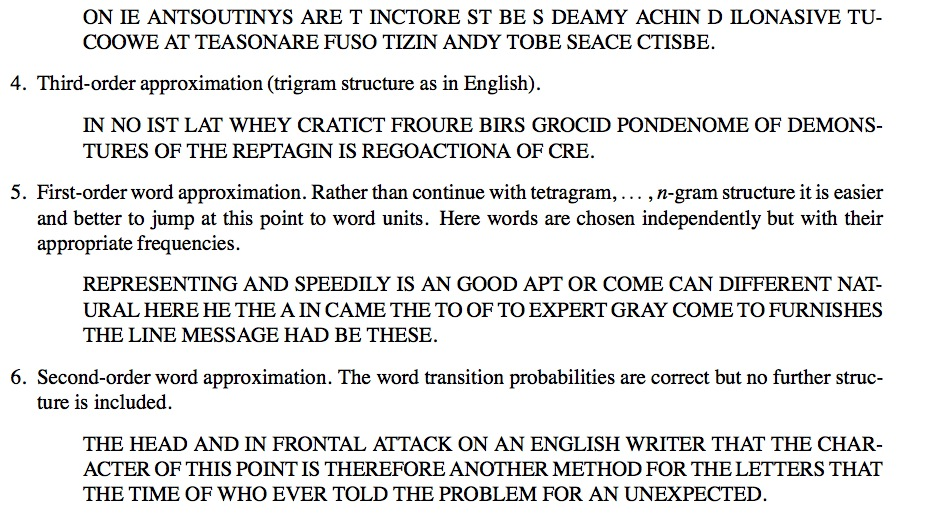 ON IE ANTSOUTINYS ARE T INCTORE ST BE S DEAMY ACHIN D ILONASIVE TU-
COOWE AT TEASONARE FUSO TIZIN ANDY TOBE SEACE CTISBE.
4. Third-order approximation (trigram structure as in English).
IN NO IST LAT WHEY CRATICT FROURE BIRS GROCID PONDENOME OF DEMONS-
TURES OF THE REPTAGIN IS REGOACTIONA OF CRE.
5. First-order word approximation. Rather than continue with tetragram, . . . , n-gram structure it is easier
and better to jump at this point to word units. Here words are chosen independently but with their
appropriate frequencies.
REPRESENTING AND SPEEDILY IS AN GOOD APT OR COME CAN DIFFERENT NAT-
URAL HERE HE THE A IN CAME THE TO OF TO EXPERT GRAY COME TO FURNISHES
THE LINE MESSAGE HAD BE THESE.
6. Second-order word approximation. The word transition probabilities are correct but no further struc-
ture is included.
THE HEAD AND IN FRONTAL ATTACK ON AN ENGLISH WRITER THAT THE CHAR-
ACTER OF THIS POINT IS THEREFORE ANOTHER METHOD FOR THE LETTERS THAT
THE TIME OF WHO EVER TOLD THE PROBLEM FOR AN UNEXPECTED.